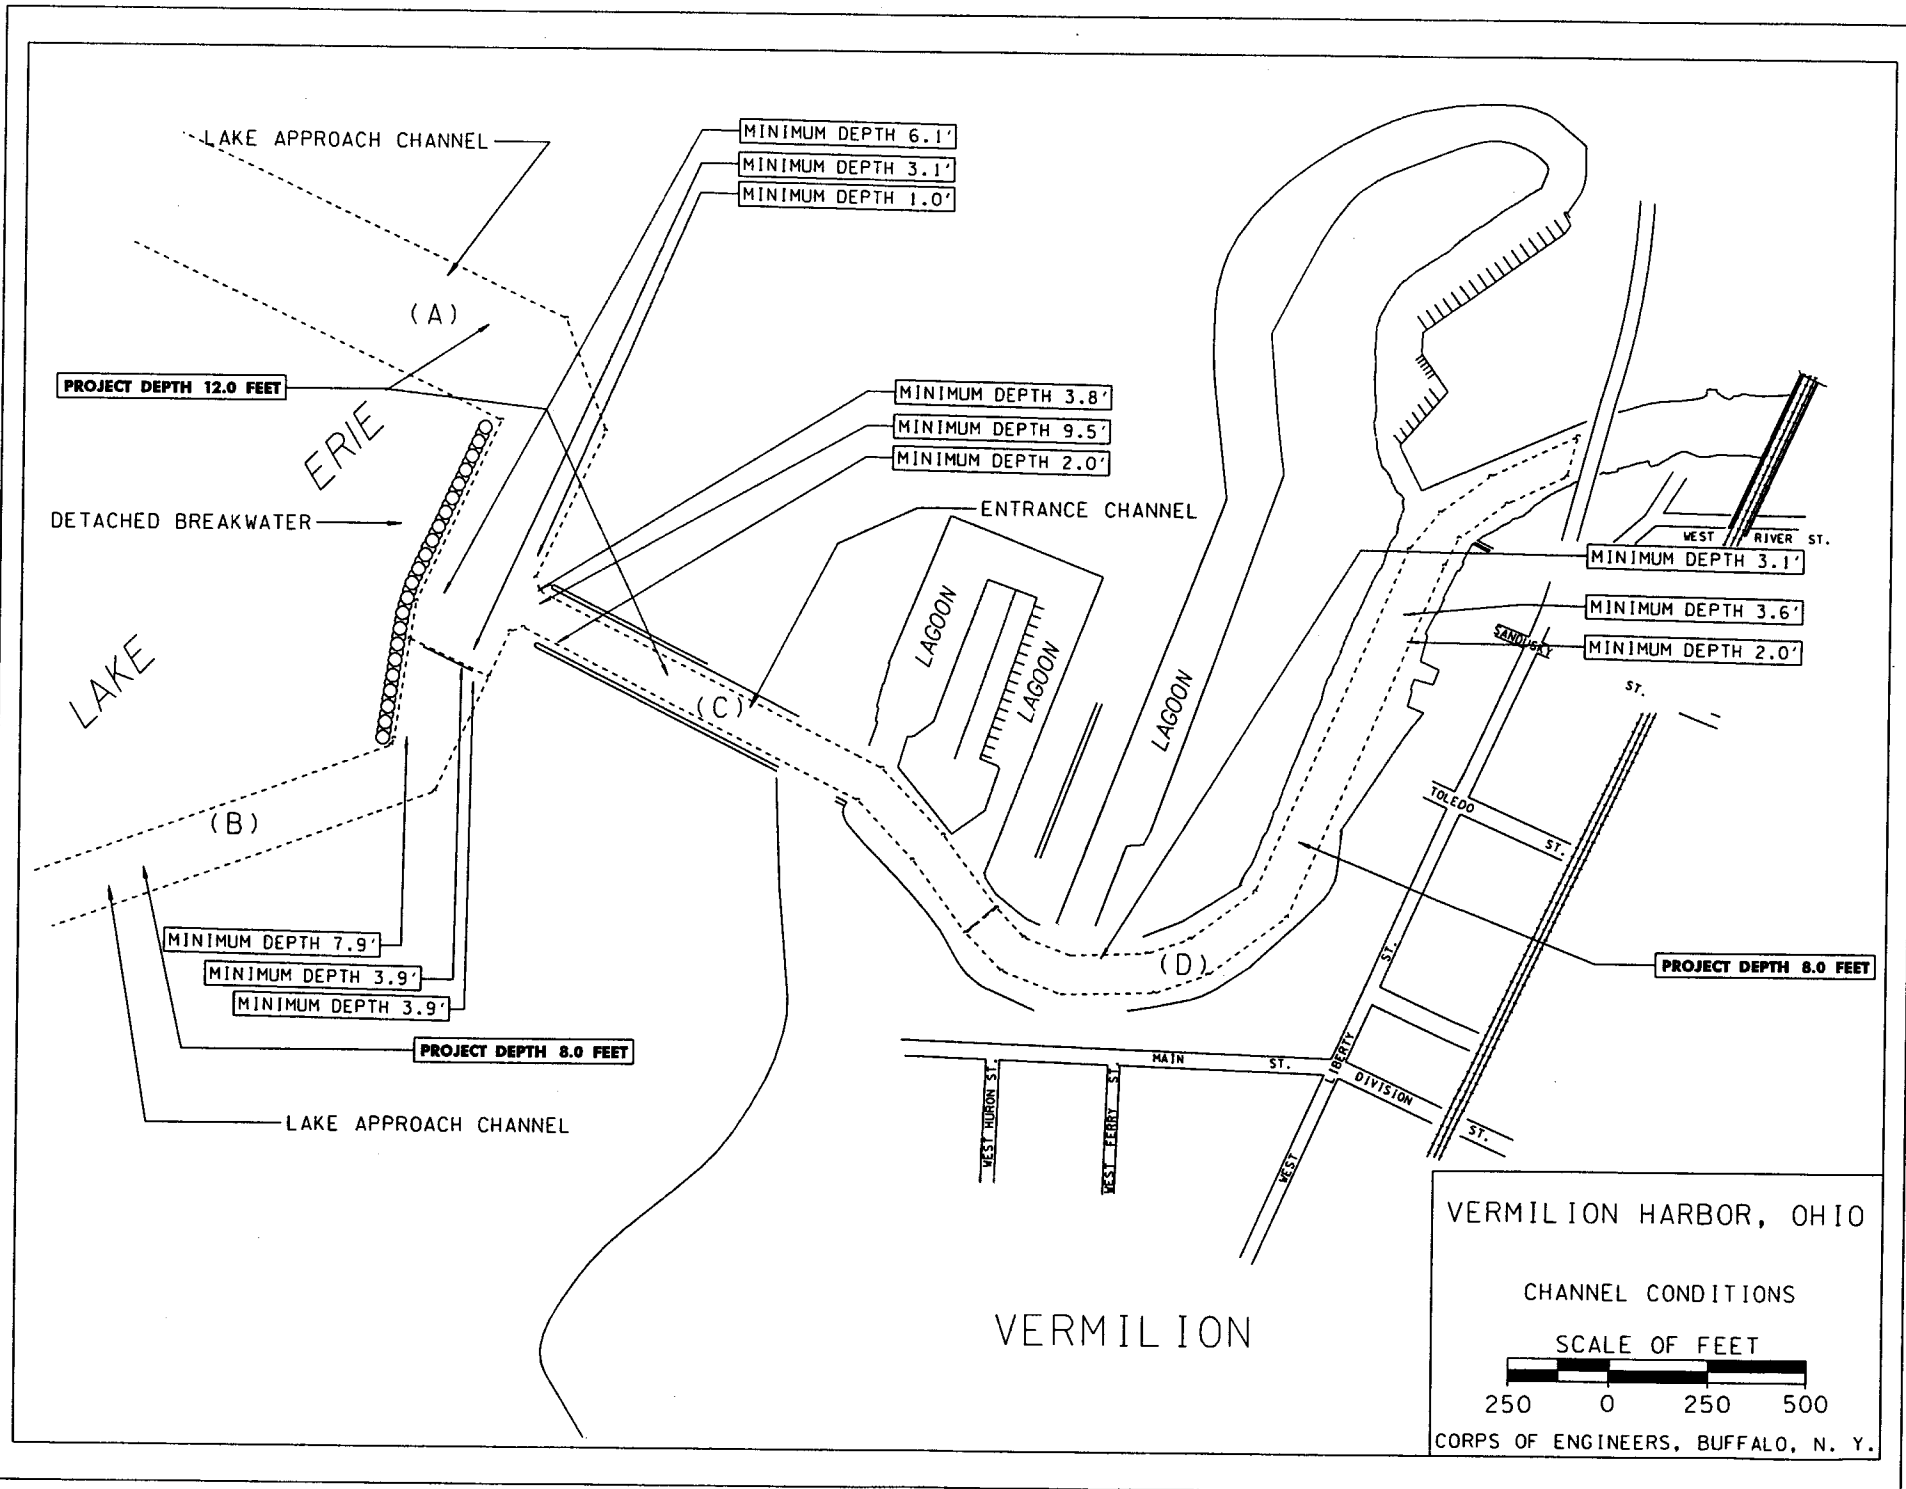 LAKE APPROACH CHANNEL
MINIMUM DEPTH 6.1'
MINIMUM DEPTH 3.1'
MINIMUM DEPTH 1.0'
(A)
PROJECT DEPTH 12.0 FEET
LAKE ERIE
DETACHED BREAKWATER
MINIMUM DEPTH 3.8'
MINIMUM DEPTH 9.5'
MINIMUM DEPTH 2.0'
ENTRANCE CHANNEL
WEST RIVER ST.
MINIMUM DEPTH 3.1'
MINIMUM DEPTH 3.6'
MINIMUM DEPTH 2.0'
SANDUSKY ST.
LAGOON
LAGOON
LAGOON
(C)
(B)
TOLEDO ST.
MINIMUM DEPTH 7.9'
MINIMUM DEPTH 3.9'
MINIMUM DEPTH 3.9'
(D)
PROJECT DEPTH 8.0 FEET
PROJECT DEPTH 8.0 FEET
LAKE APPROACH CHANNEL
MAIN ST.
WEST HURON ST.
WEST FERRY ST.
WEST LIBERTY ST.
DIVISION ST.
VERMILION
VERMILION HARBOR, OHIO
CHANNEL CONDITIONS
SCALE OF FEET
250 0 250 500
CORPS OF ENGINEERS, BUFFALO, N. Y.